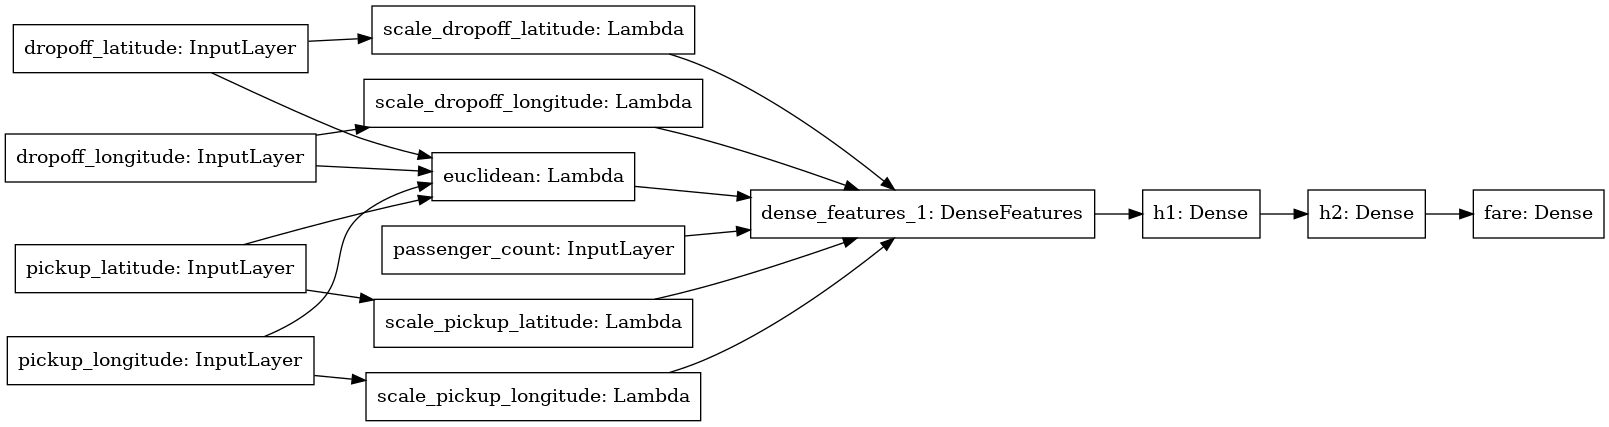 dropoff_latitude: InputLayer
scale_dropoff_latitude: Lambda
dropoff_longitude: InputLayer
scale_dropoff_longitude: Lambda
euclidean: Lambda
pickup_latitude: InputLayer
passenger_count: InputLayer
pickup_longitude: InputLayer
scale_pickup_latitude: Lambda
scale_pickup_longitude: Lambda
dense_features_1: DenseFeatures
h1: Dense
h2: Dense
fare: Dense